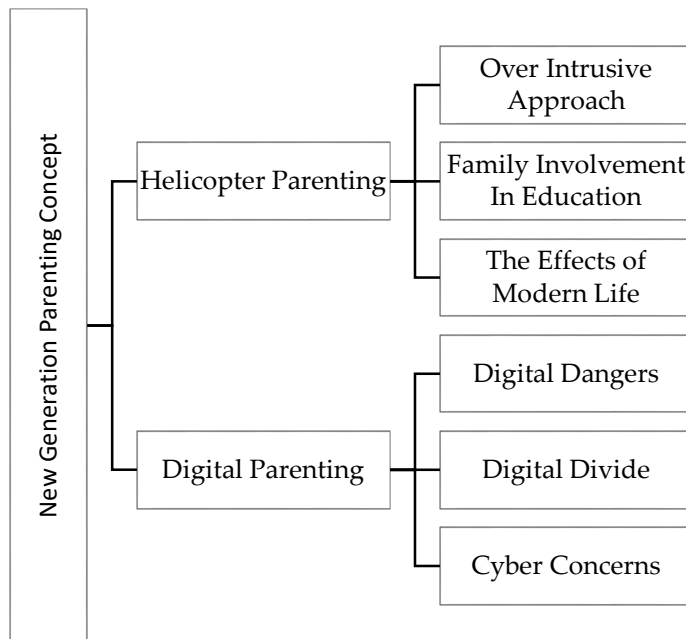 New Generation Parenting Concept
Helicopter Parenting
Over Intrusive
Approach
Family Involvement
In Education
The Effects of
Modern Life
Digital Parenting
Digital Dangers
Digital Divide
Cyber Concerns